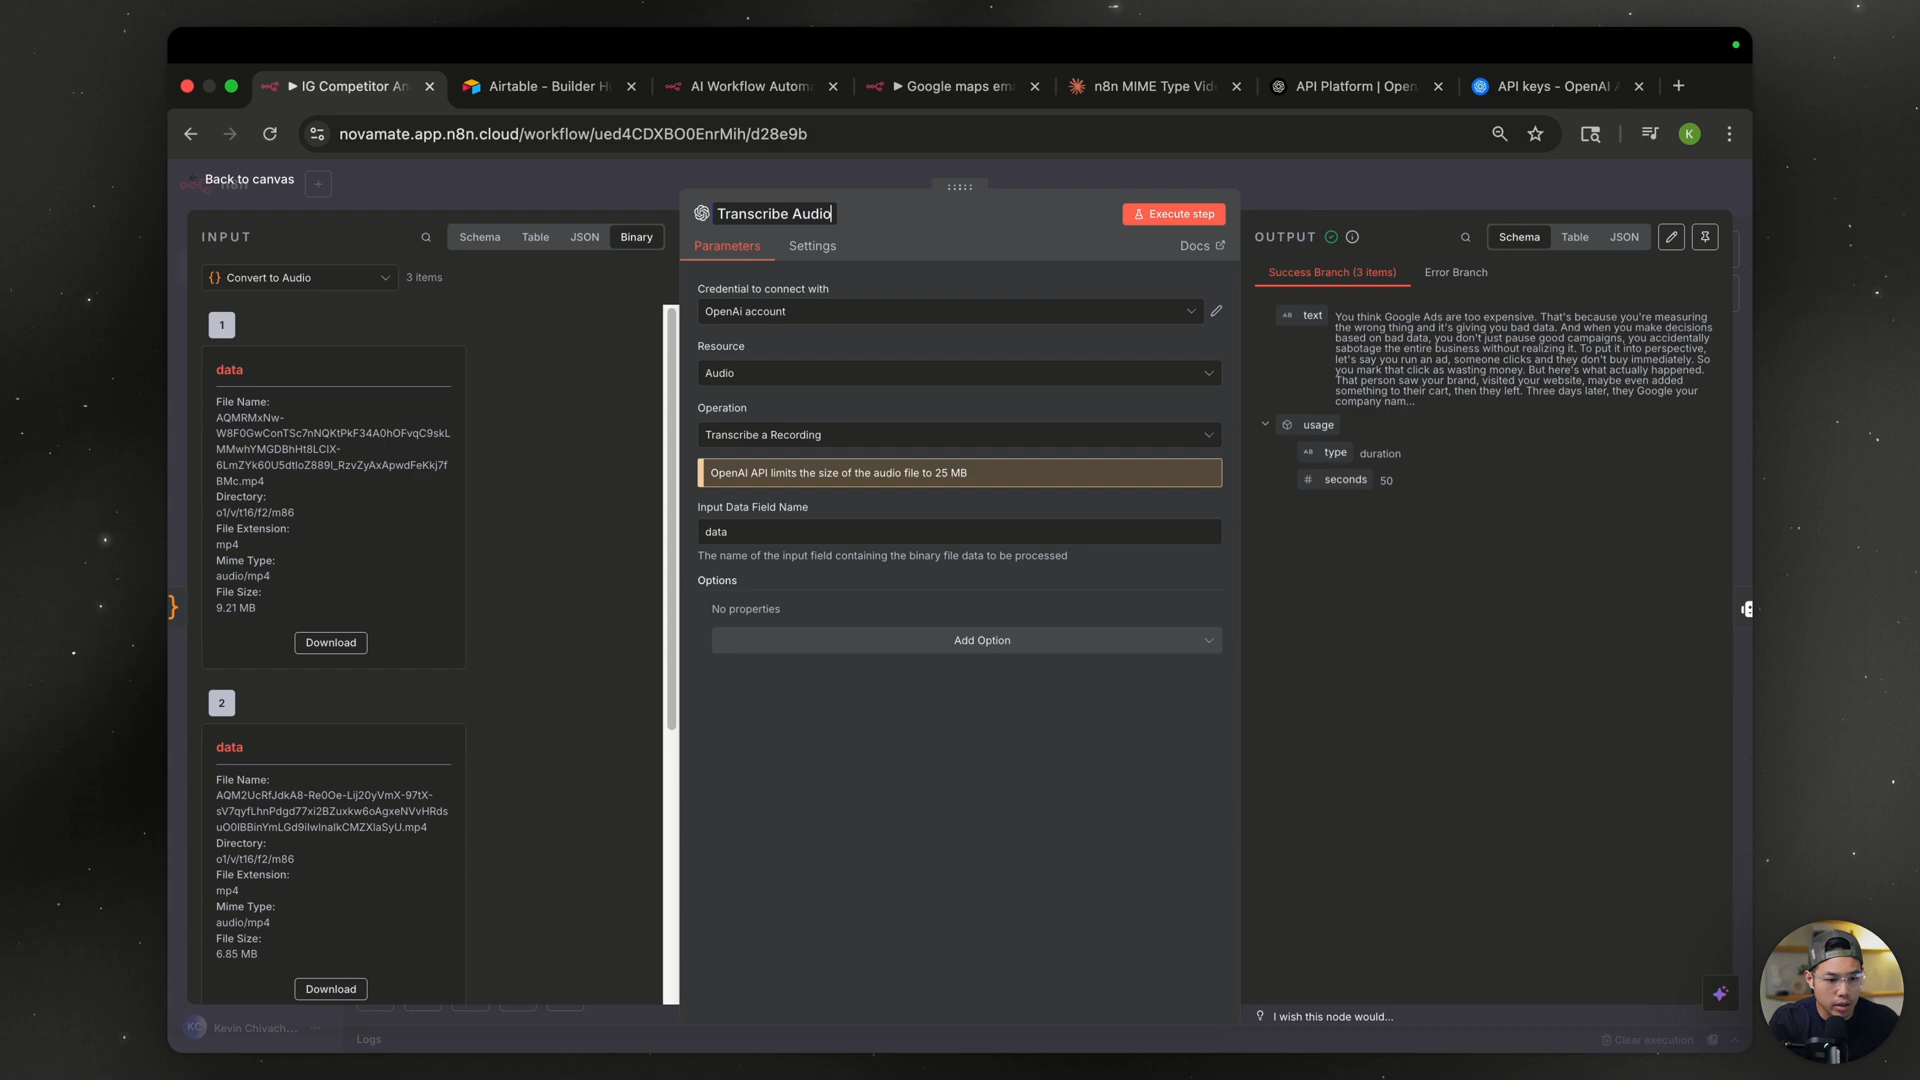 IG Competitor An
Airtable - Builder H
AI Workflow Automa
Google maps ema
n8n MIME Type Vid
API Platform | Open
API keys - OpenAI A
novamate.app.n8n.cloud/workflow/ued4CDXBO0EnrMih/d28e9b
K
Back to canvas
INPUT
Schema
Table
JSON
Binary
Convert to Audio
3 items
1
data
File Name:
AQMRMxNw-
W8F0GwConTSc7nNQKtPkF34A0hOFvqC9skL
MMwhYMGDBhHt8LCIX-
6LmZYk60U5dtloZ889l_RzvZyAxApwdFeKkj7f
BMc.mp4
Directory:
o1/v/t16/f2/m86
File Extension:
mp4
Mime Type:
audio/mp4
File Size:
9.21 MB
Download
2
data
File Name:
AQM2UcRfJdkA8-Re0Oe-Lij20yVmX-97tX-
sV7qyfLhnPdgd77xi2BZuxkw6oAgxeNVvHRds
uO0IBBinYmLGd9iIwlnaIkCMZXlaSyU.mp4
Directory:
o1/v/t16/f2/m86
File Extension:
mp4
Mime Type:
audio/mp4
File Size:
6.85 MB
Download
Transcribe Audio
Execute step
Parameters
Settings
Docs
Credential to connect with
OpenAi account
Resource
Audio
Operation
Transcribe a Recording
OpenAI API limits the size of the audio file to 25 MB
Input Data Field Name
data
The name of the input field containing the binary file data to be processed
Options
No properties
Add Option
OUTPUT
Schema
Table
JSON
Success Branch (3 items)
Error Branch
AB text
You think Google Ads are too expensive. That's because you're measuring
the wrong thing and it's giving you bad data. And when you make decisions
based on bad data, you don't just pause good campaigns, you accidentally
sabotage the entire business without realizing it. To put it into perspective,
let's say you run an ad, someone clicks and they don't buy immediately. So
you mark that click as wasting money. But here's what actually happened.
That person saw your brand, visited your website, maybe even added
something to their cart, then they left. Three days later, they Google your
company nam...
usage
AB type duration
# seconds 50
I wish this node would...
KC Kevin Chivach...
Logs
Clear execution